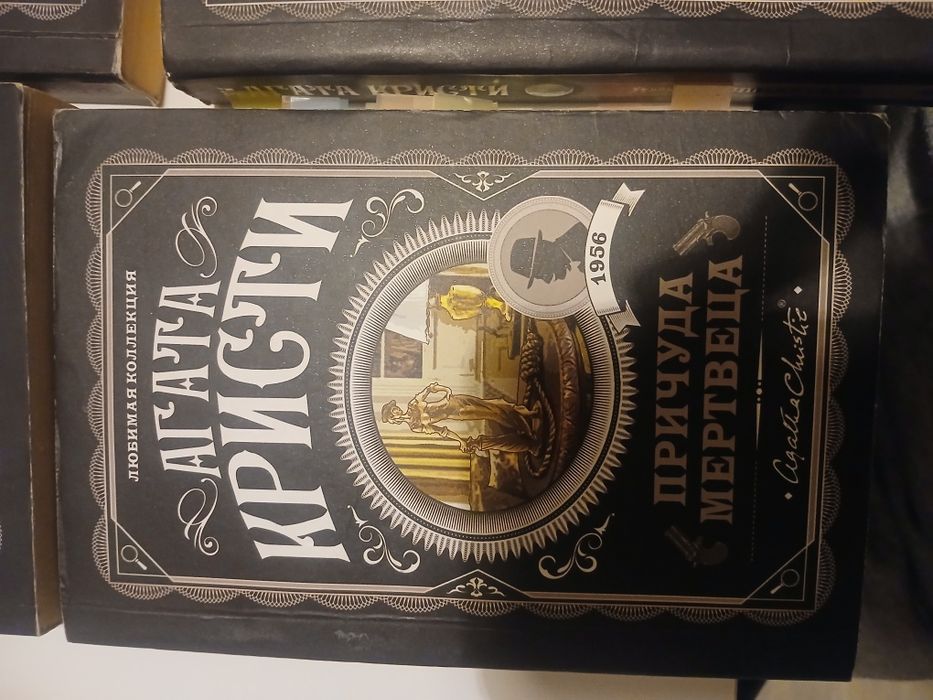 ЛЮБИМАЯ КОЛЛЕКЦИЯ
АГАТА
КРИСТИ
1956
ПРИЧУДА
МЕРТВЕЦА
Agatha Christie®
АГАТА КРИСТИ